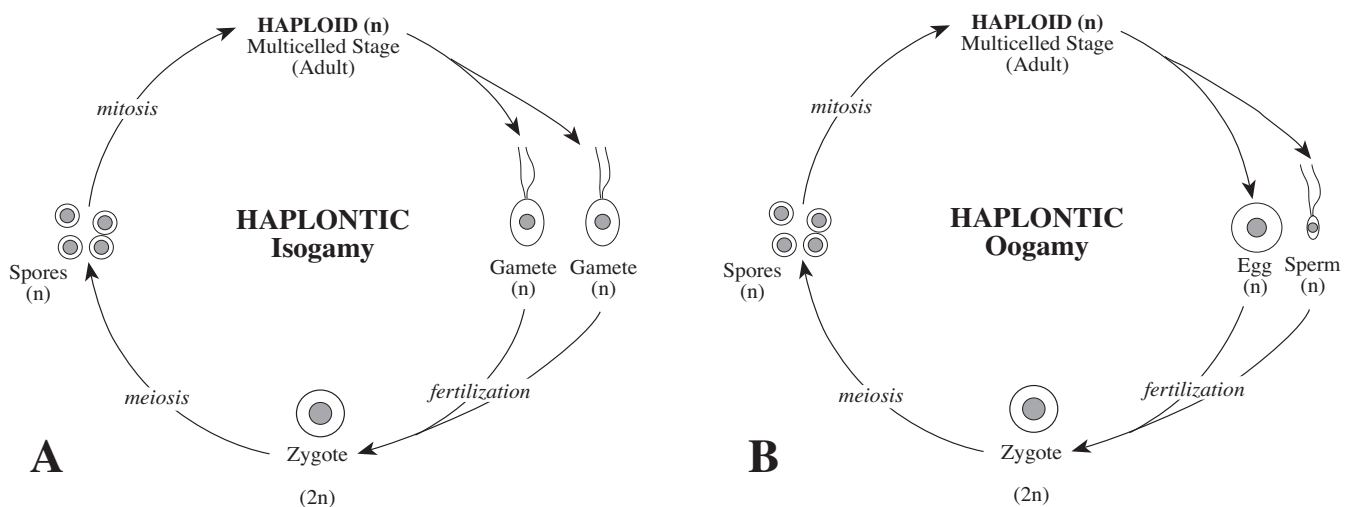 HAPLOID (n)
Multicelled Stage
(Adult)
mitosis
HAPLONTIC
Isogamy
Spores
(n)
Gamete
(n)
Gamete
(n)
meiosis
fertilization
Zygote
(2n)
A
HAPLOID (n)
Multicelled Stage
(Adult)
mitosis
HAPLONTIC
Oogamy
Spores
(n)
Egg
(n)
Sperm
(n)
meiosis
fertilization
Zygote
(2n)
B